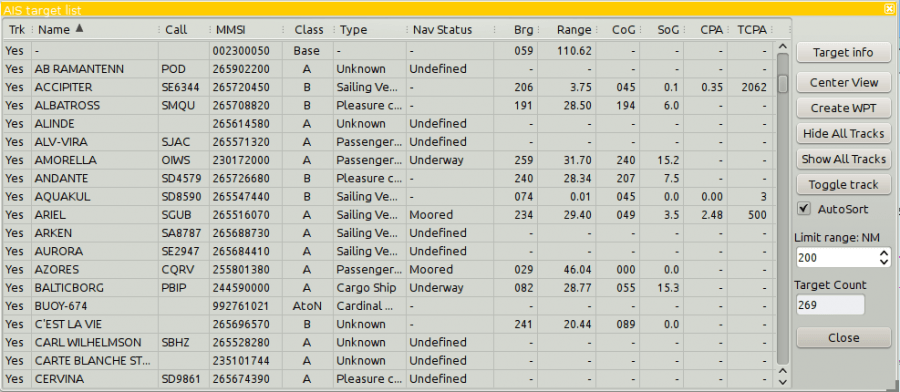 AIS target list
Trk Name Call MMSI Class Type Nav Status Brg Range CoG SoG CPA TCPA
Yes - 002300050 Base - - 059 110.62 - - - -
Yes AB RAMANTENN POD 265902200 A Unknown Undefined - - - - - -
Yes ACCIPITER SE6344 265720450 B Sailing Ve... - 206 3.75 045 0.1 0.35 2062
Yes ALBATROSS SMQU 265708820 B Pleasure c... - 191 28.50 194 6.0 - -
Yes ALINDE 265614580 A Unknown Undefined - - - - - -
Yes ALV-VIRA SJAC 265571320 A Passenger... Undefined - - - - - -
Yes AMORELLA OIWS 230172000 A Passenger... Underway 259 31.70 240 15.2 - -
Yes ANDANTE SD4579 265726680 B Pleasure c... - 240 28.34 207 7.5 - -
Yes AQUAKUL SD8590 265547440 B Sailing Ve... - 074 0.01 045 0.0 0.00 3
Yes ARIEL SGUB 265516070 A Sailing Ve... Moored 234 29.40 049 3.5 2.48 500
Yes ARKEN SA8787 265688730 A Sailing Ve... Undefined - - - - - -
Yes AURORA SE2947 265684410 A Sailing Ve... Undefined - - - - - -
Yes AZORES CQRV 255801380 A Passenger... Moored 029 46.04 000 0.0 - -
Yes BALTICBORG PBIP 244590000 A Cargo Ship Underway 082 28.77 055 15.3 - -
Yes BUOY-674 992761021 AtoN Cardinal ... - - - - - - -
Yes C'EST LA VIE 265696570 B Unknown - 241 20.44 089 0.0 - -
Yes CARL WILHELMSON SBHZ 265528280 A Unknown Undefined - - - - - -
Yes CARTE BLANCHE ST... 235101744 A Unknown Undefined - - - - - -
Yes CERVINA SD9861 265674390 A Pleasure c... Undefined - - - - - -
Target info
Center View
Create WPT
Hide All Tracks
Show All Tracks
Toggle track
AutoSort
Limit range: NM
200
Target Count
269
Close